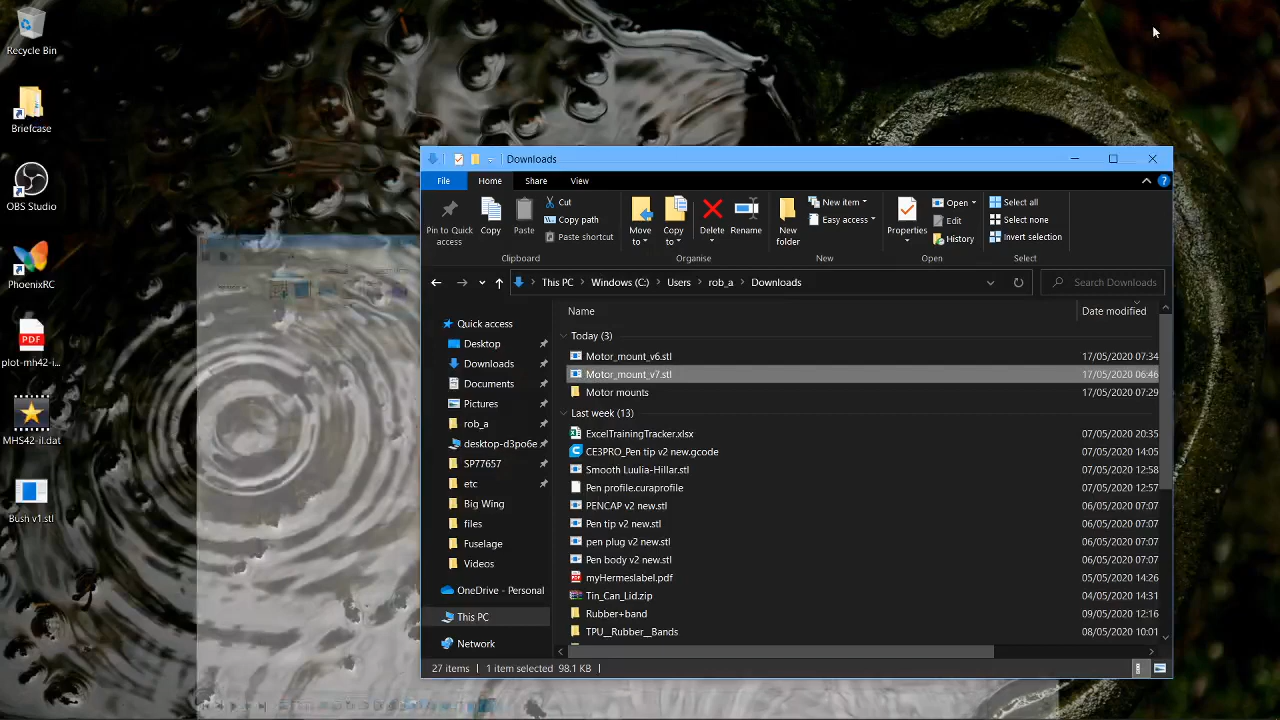 Recycle Bin
Briefcase
OBS Studio
PhoenixRC
plot-mh42-i...
MHS42-il.dat
Bush v1.stl
Downloads
File Home Share View
Pin to Quick access
Copy
Paste
Cut
Copy path
Paste shortcut
Move to
Copy to
Delete
Rename
New folder
New item
Easy access
Properties
Open
Edit
History
Select all
Select none
Invert selection
Clipboard Organise New Open Select
This PC Windows (C:) Users rob_a Downloads
Search Downloads
Quick access
Desktop
Downloads
Documents
Pictures
rob_a
desktop-d3po6e
SP77657
etc
Big Wing
files
Fuselage
Videos
OneDrive - Personal
This PC
Network
Name Date modified
Today (3)
Motor_mount_v6.stl 17/05/2020 07:34
Motor_mount_v7.stl 17/05/2020 06:46
Motor mounts 17/05/2020 07:29
Last week (13)
ExcelTrainingTracker.xlsx 07/05/2020 20:35
CE3PRO_Pen tip v2 new.gcode 07/05/2020 14:05
Smooth Luulia-Hillar.stl 07/05/2020 12:58
Pen profile.curaprofile 07/05/2020 12:57
PENCAP v2 new.stl 06/05/2020 07:07
Pen tip v2 new.stl 06/05/2020 07:07
pen plug v2 new.stl 06/05/2020 07:07
Pen body v2 new.stl 06/05/2020 07:07
myHermeslabel.pdf 05/05/2020 14:26
Tin_Can_Lid.zip 04/05/2020 14:31
Rubber+band 09/05/2020 12:16
TPU__Rubber__Bands 08/05/2020 10:01
27 items 1 item selected 98.1 KB